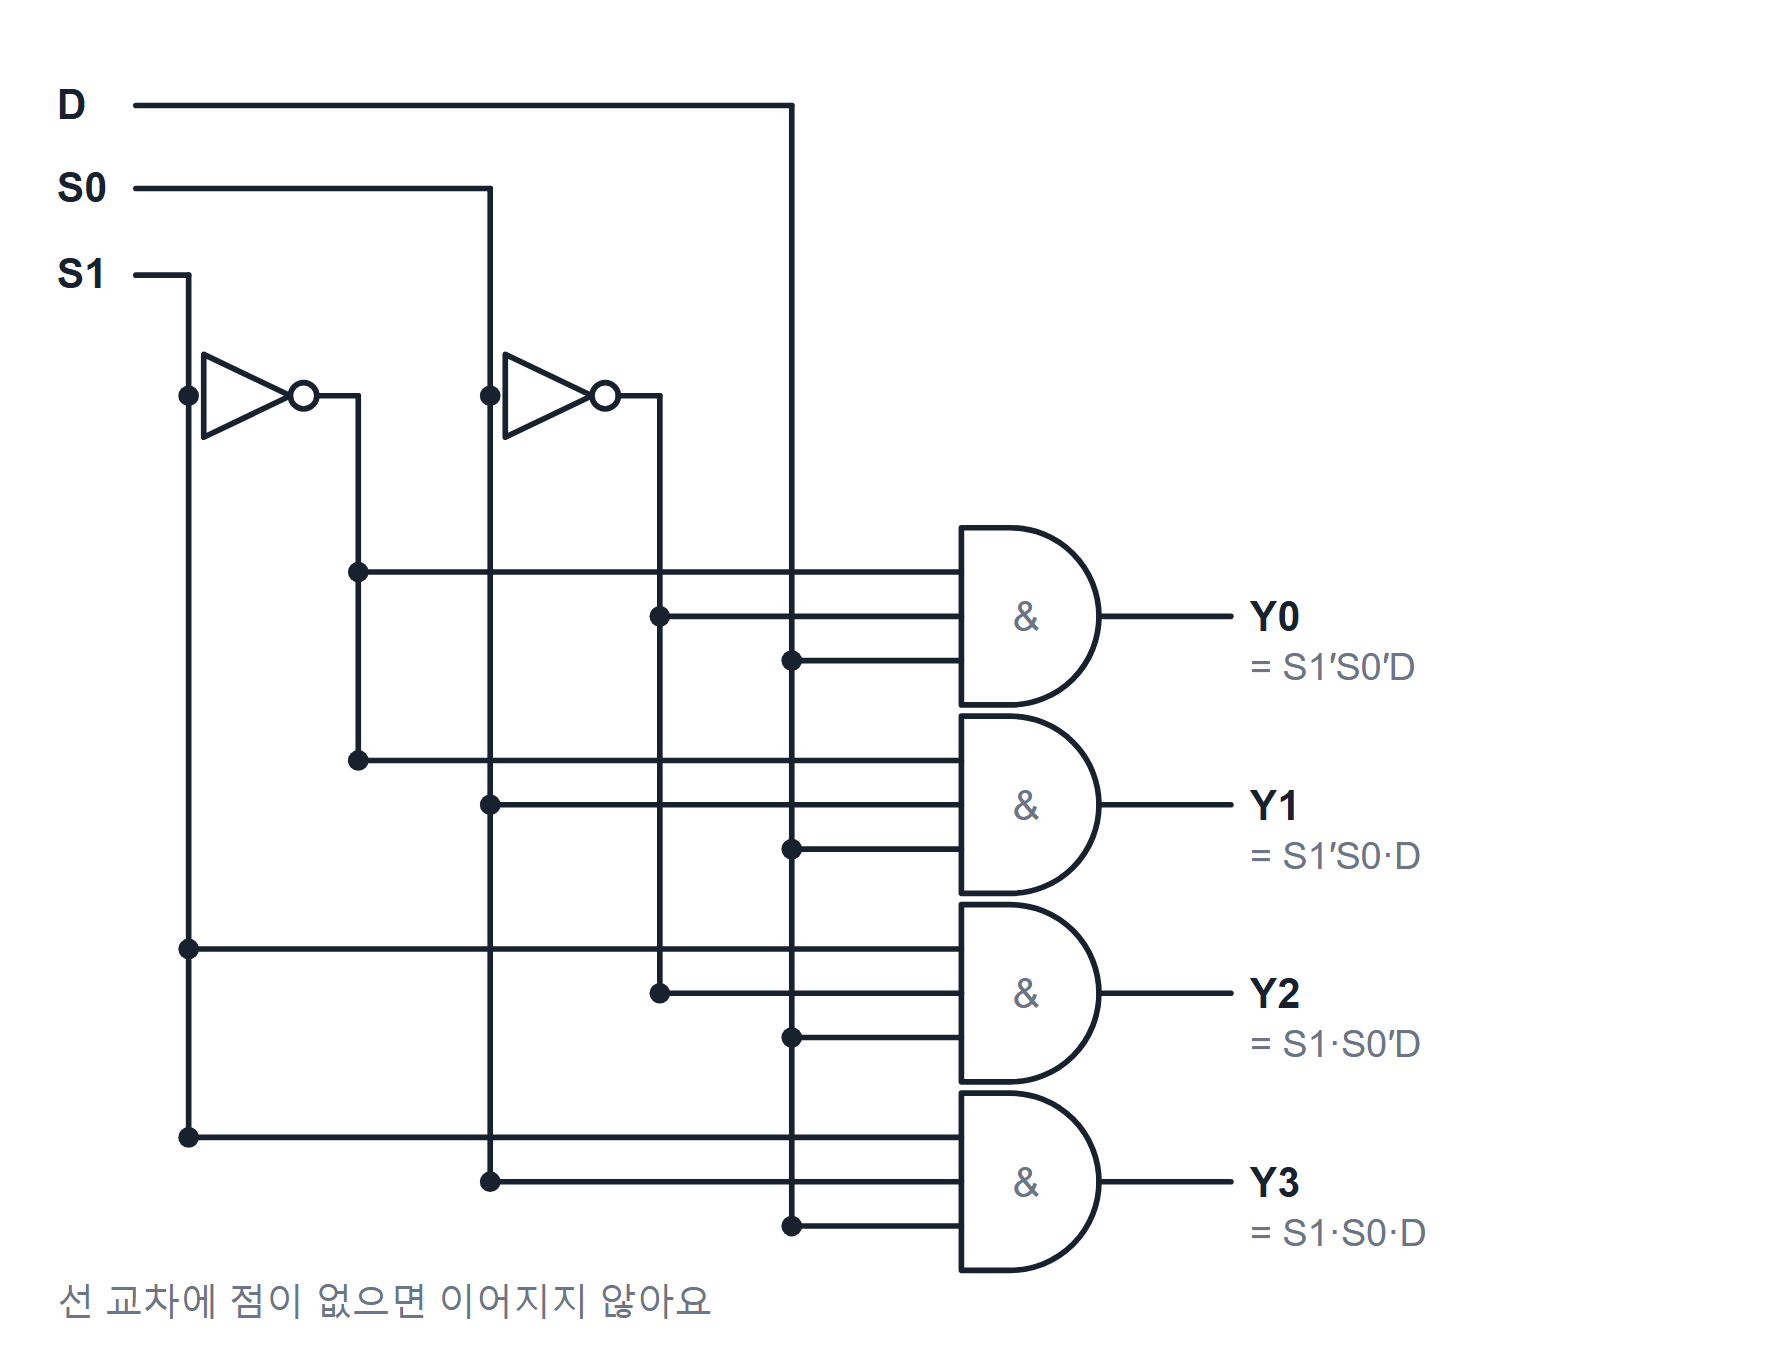 D
S0
S1
&
Y0
= S1′S0′D
&
Y1
= S1′S0·D
&
Y2
= S1·S0′D
&
Y3
= S1·S0·D
선 교차에 점이 없으면 이어지지 않아요